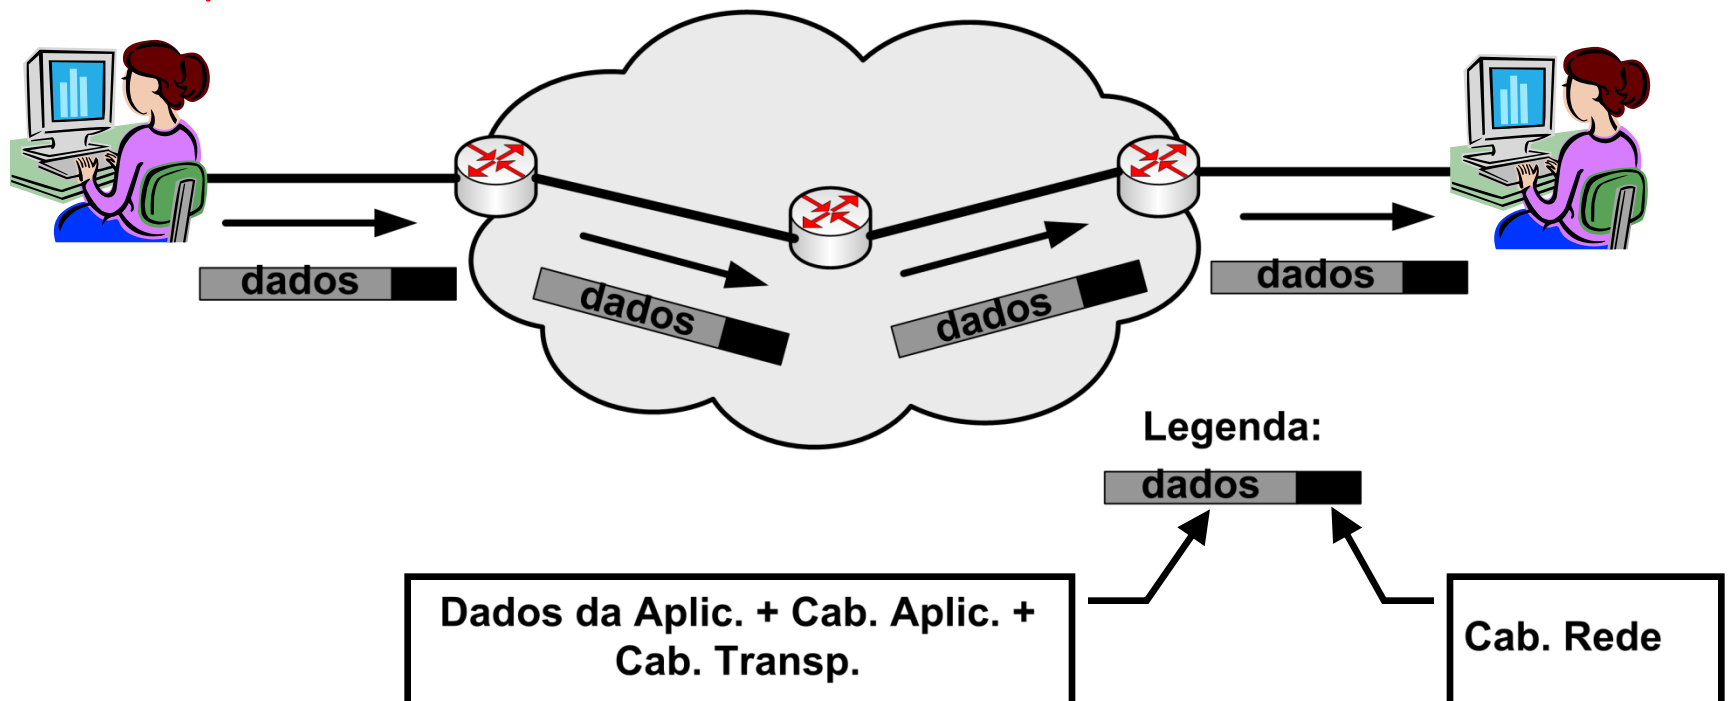 dados
dados
dados
dados
Legenda:
dados
Dados da Aplic. + Cab. Aplic. +
Cab. Transp.
Cab. Rede